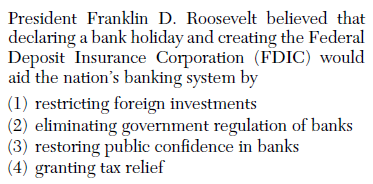 President Franklin D. Roosevelt believed that
declaring a bank holiday and creating the Federal
Deposit Insurance Corporation (FDIC) would
aid the nation's banking system by
(1) restricting foreign investments
(2) eliminating government regulation of banks
(3) restoring public confidence in banks
(4) granting tax relief